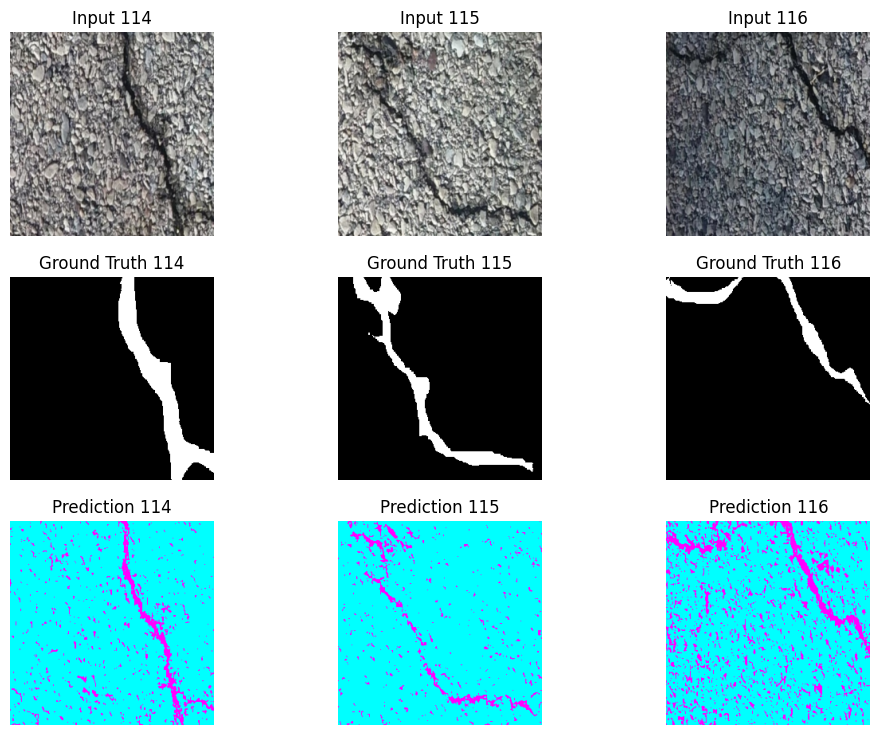 Input 114
Input 115
Input 116
Ground Truth 114
Ground Truth 115
Ground Truth 116
Prediction 114
Prediction 115
Prediction 116